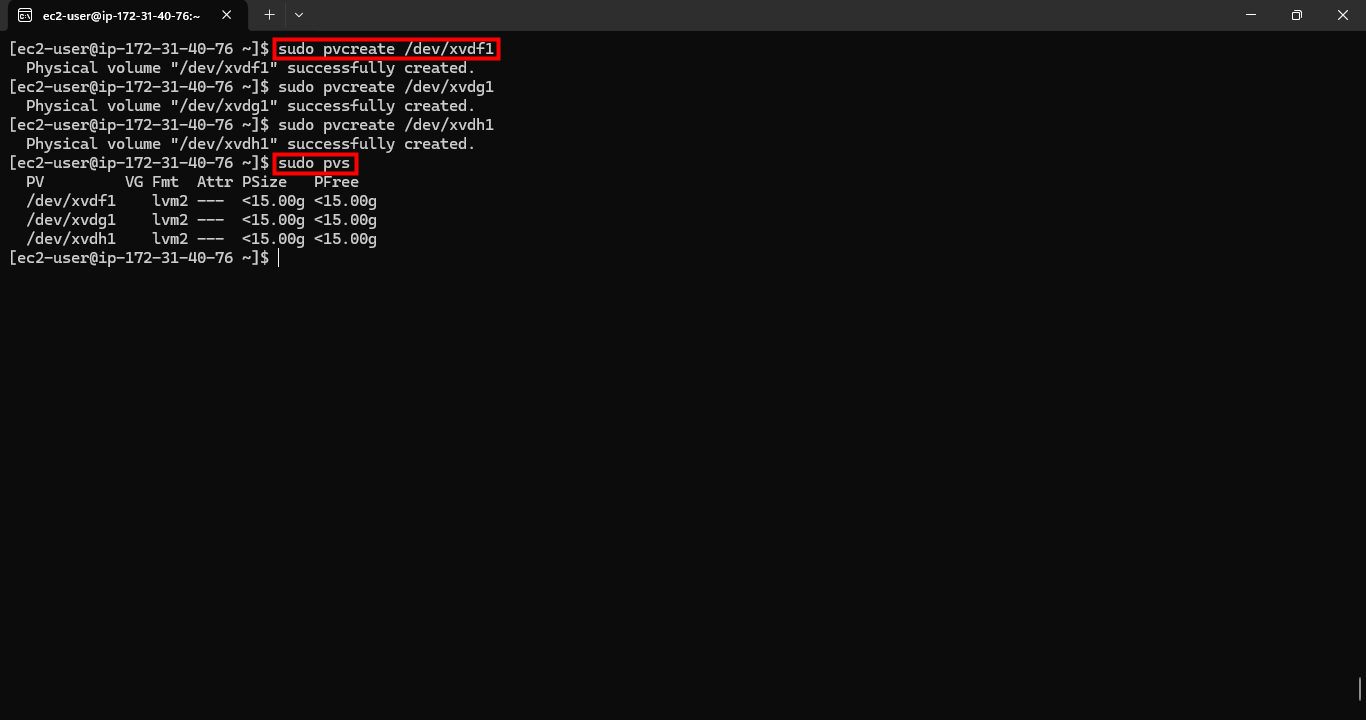 ec2-user@ip-172-31-40-76:~
[ec2-user@ip-172-31-40-76 ~]$ sudo pvcreate /dev/xvdf1
  Physical volume "/dev/xvdf1" successfully created.
[ec2-user@ip-172-31-40-76 ~]$ sudo pvcreate /dev/xvdg1
  Physical volume "/dev/xvdg1" successfully created.
[ec2-user@ip-172-31-40-76 ~]$ sudo pvcreate /dev/xvdh1
  Physical volume "/dev/xvdh1" successfully created.
[ec2-user@ip-172-31-40-76 ~]$ sudo pvs
  PV         VG Fmt  Attr PSize   PFree
  /dev/xvdf1    lvm2 ---  <15.00g <15.00g
  /dev/xvdg1    lvm2 ---  <15.00g <15.00g
  /dev/xvdh1    lvm2 ---  <15.00g <15.00g
[ec2-user@ip-172-31-40-76 ~]$